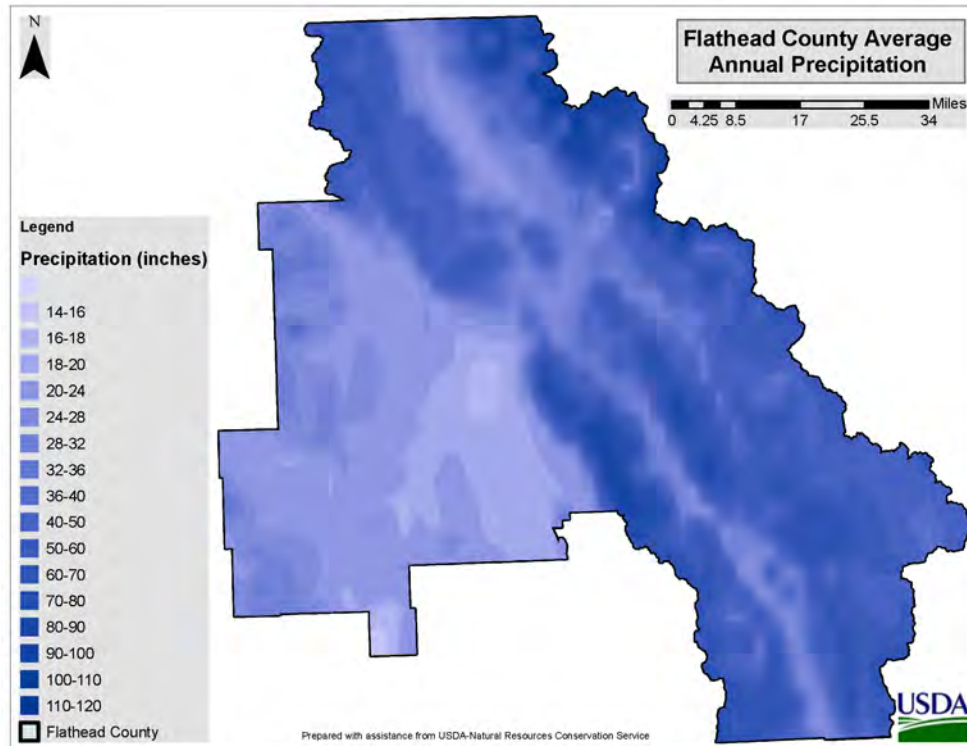 N
Flathead County Average
Annual Precipitation
Miles
0 4.25 8.5 17 25.5 34
Legend
Precipitation (inches)
14-16
16-18
18-20
20-24
24-28
28-32
32-36
36-40
40-50
50-60
60-70
70-80
80-90
90-100
100-110
110-120
Flathead County
Prepared with assistance from USDA-Natural Resources Conservation Service
USDA